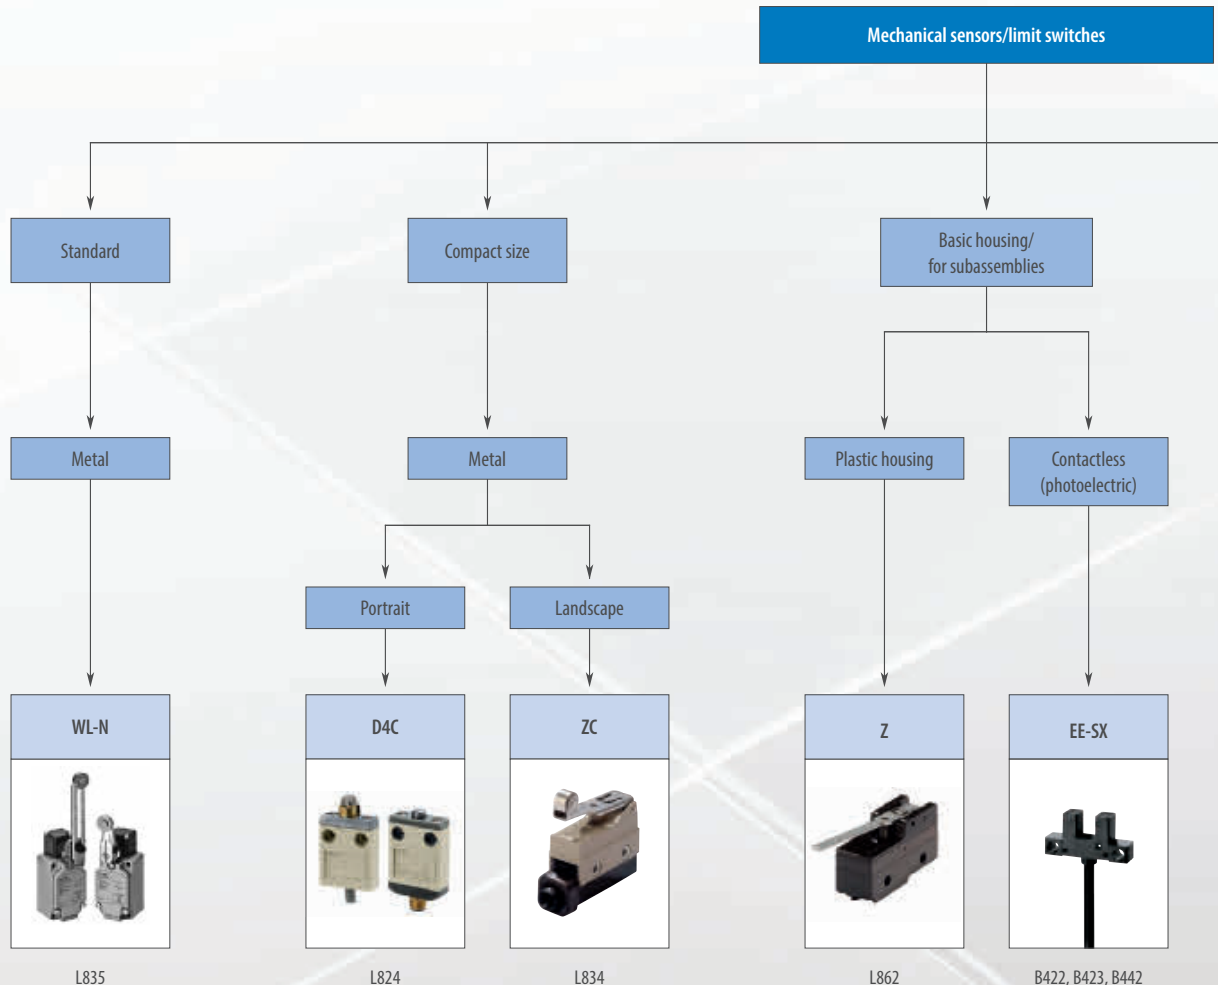 Mechanical sensors/limit switches
Standard
Compact size
Basic housing/
for subassemblies
Metal
Metal
Plastic housing
Contactless
(photoelectric)
Portrait
Landscape
WL-N
D4C
ZC
Z
EE-SX
L835
L824
L834
L862
B422, B423, B442